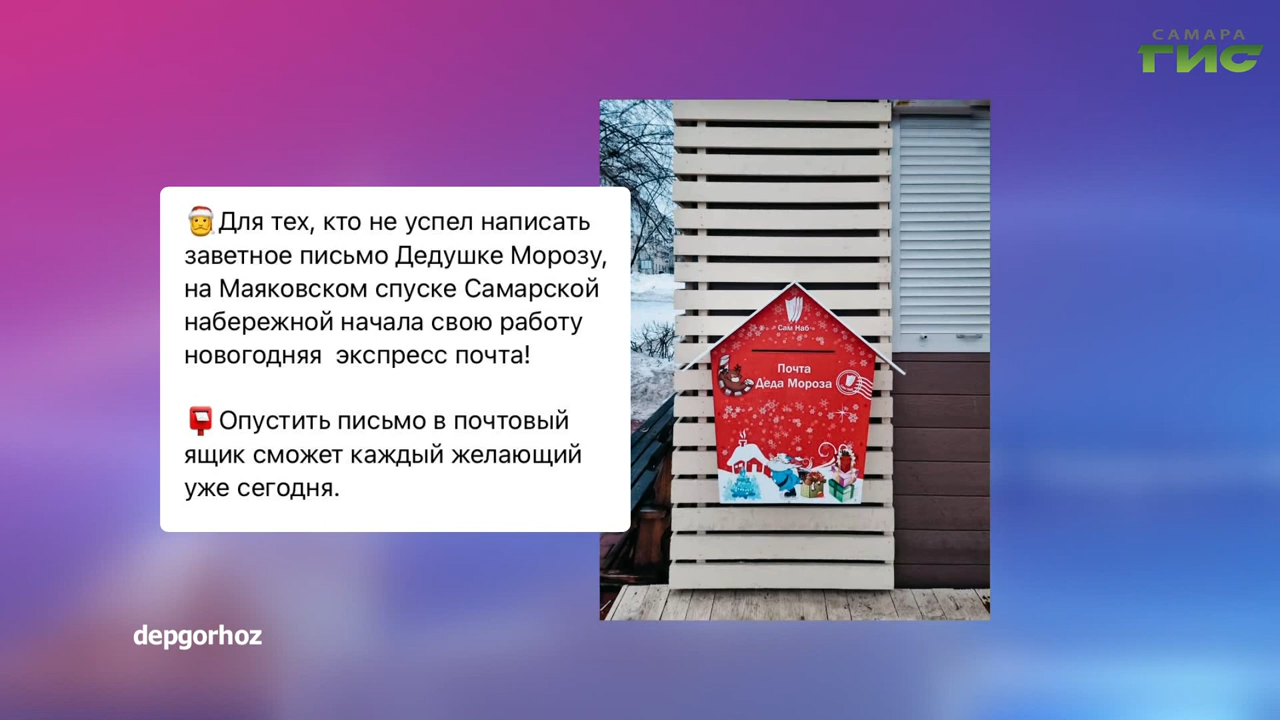 САМАРА
ГИС
🎅Для тех, кто не успел написать
заветное письмо Дедушке Морозу,
на Маяковском спуске Самарской
набережной начала свою работу
новогодняя  экспресс почта!
📮Опустить письмо в почтовый
ящик сможет каждый желающий
уже сегодня.
Сам Наб
Почта
Деда Мороза
depgorhoz